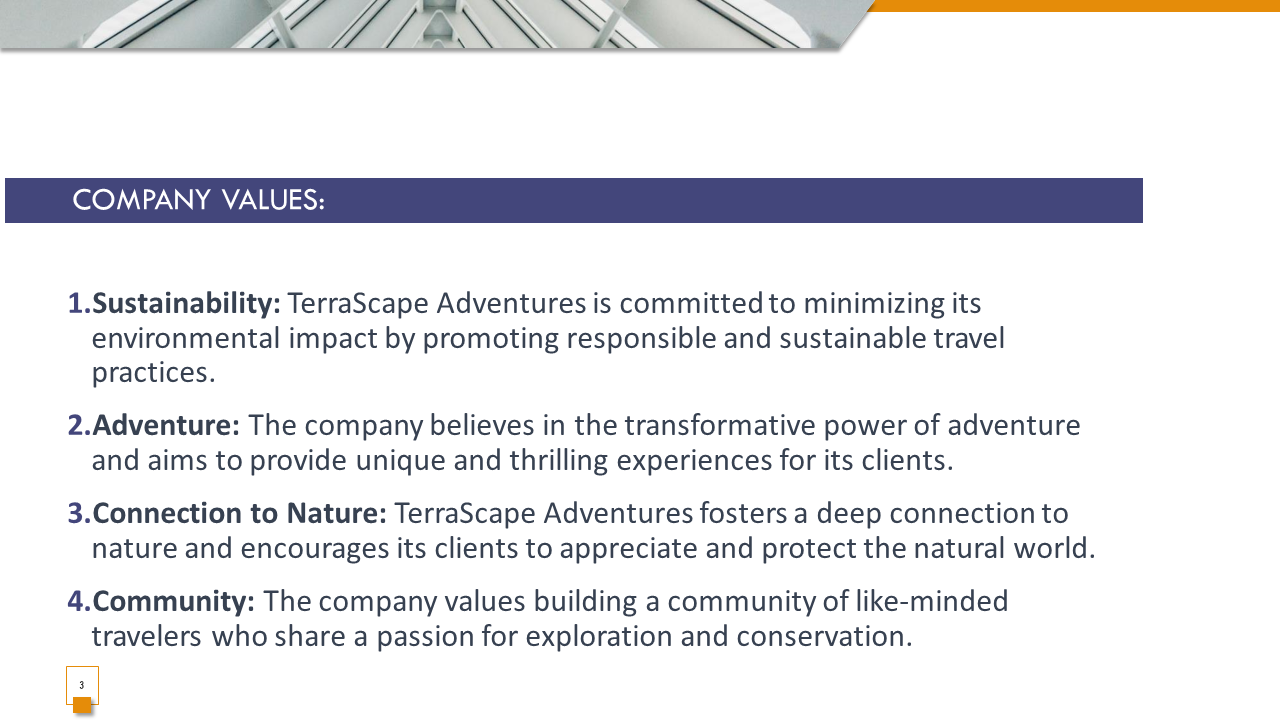 COMPANY VALUES:
1.Sustainability: TerraScape Adventures is committed to minimizing its
environmental impact by promoting responsible and sustainable travel
practices.
2.Adventure: The company believes in the transformative power of adventure
and aims to provide unique and thrilling experiences for its clients.
3.Connection to Nature: TerraScape Adventures fosters a deep connection to
nature and encourages its clients to appreciate and protect the natural world.
4.Community: The company values building a community of like-minded
travelers who share a passion for exploration and conservation.
3